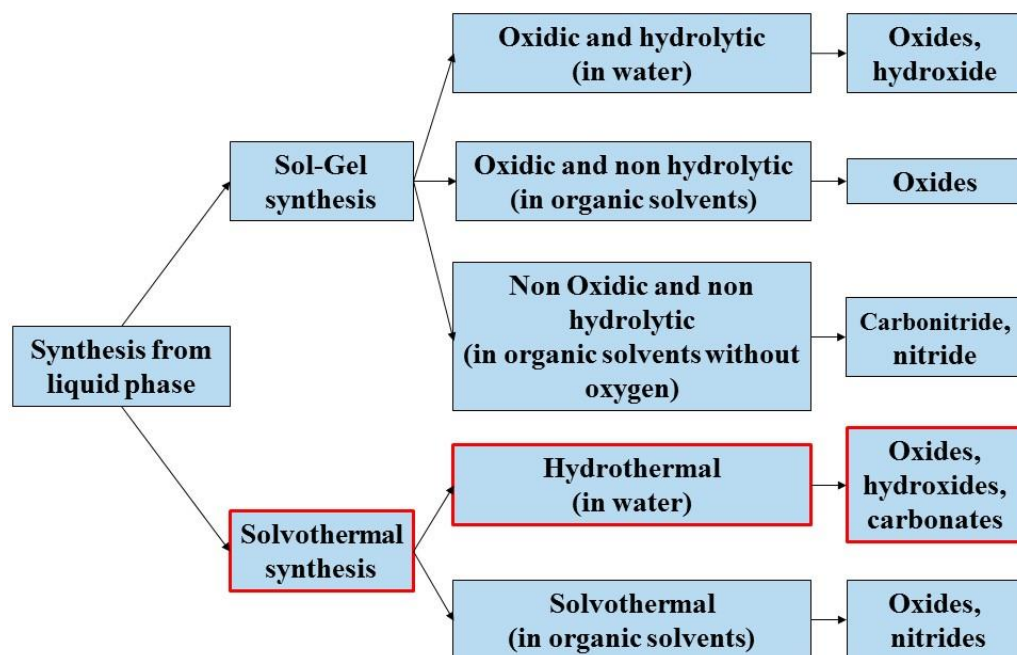 Synthesis from
liquid phase
Sol-Gel
synthesis
Oxidic and hydrolytic
(in water)
Oxides,
hydroxide
Oxidic and non hydrolytic
(in organic solvents)
Oxides
Non Oxidic and non
hydrolytic
(in organic solvents without
oxygen)
Carbonitride,
nitride
Solvothermal
synthesis
Hydrothermal
(in water)
Oxides,
hydroxides,
carbonates
Solvothermal
(in organic solvents)
Oxides,
nitrides